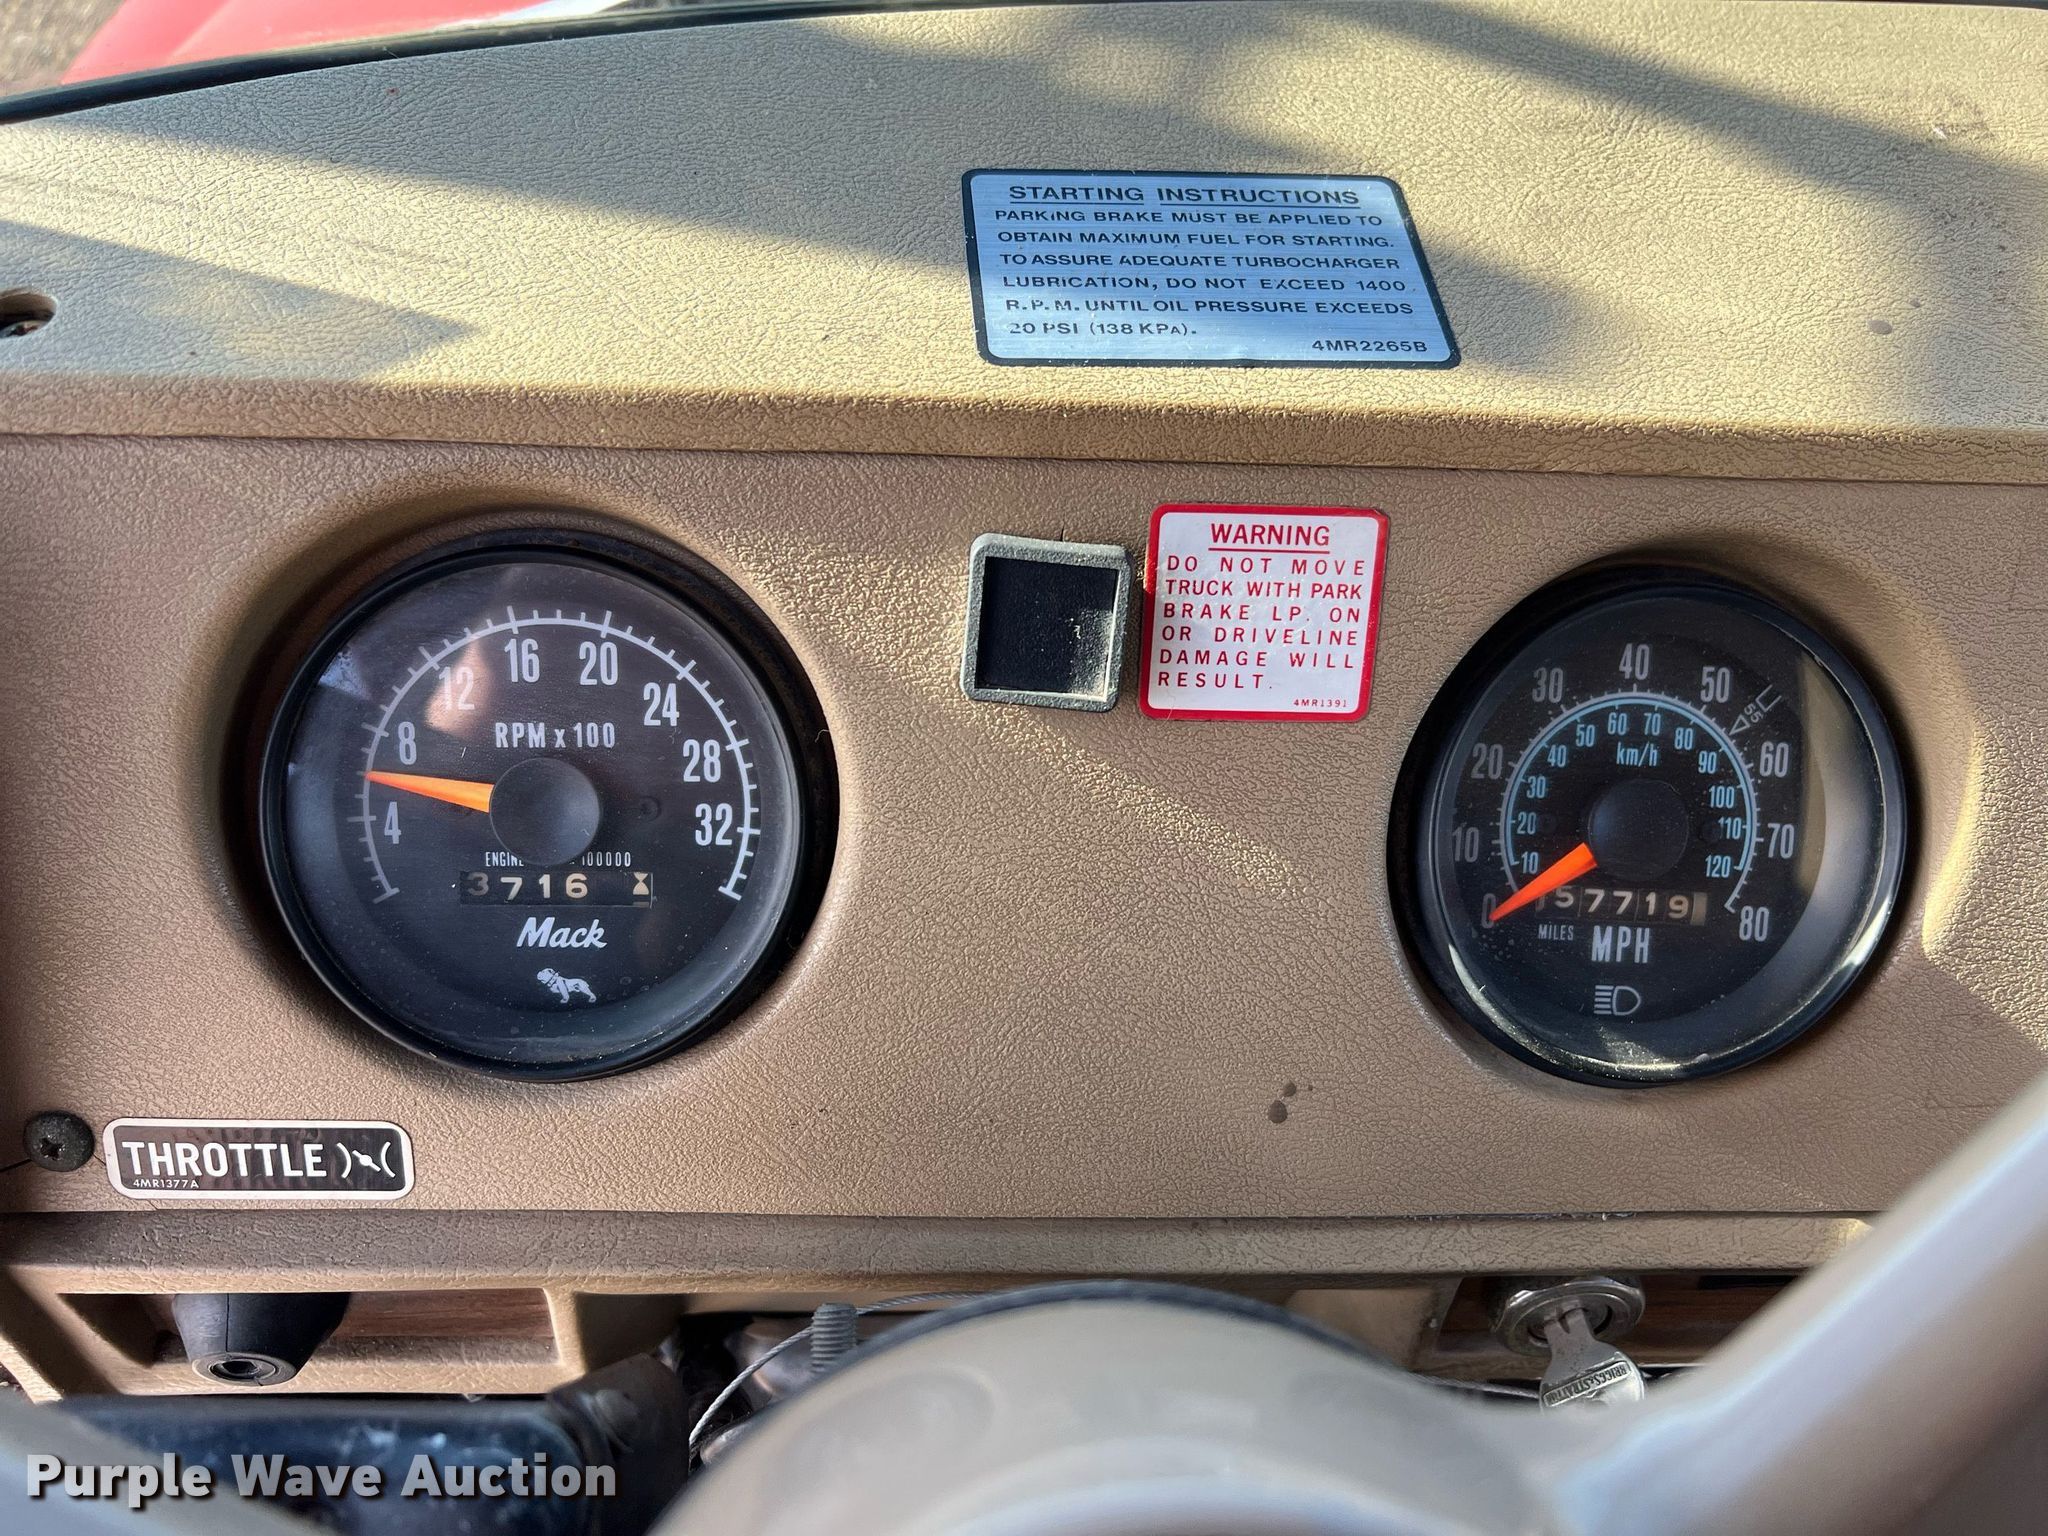 STARTING INSTRUCTIONS
PARKING BRAKE MUST BE APPLIED TO
OBTAIN MAXIMUM FUEL FOR STARTING.
TO ASSURE ADEQUATE TURBOCHARGER
LUBRICATION, DO NOT EXCEED 1400
R.P.M. UNTIL OIL PRESSURE EXCEEDS
20 PSI (138 KPA).
4MR2265B
WARNING
DO NOT MOVE
TRUCK WITH PARK
BRAKE LP. ON
OR DRIVELINE
DAMAGE WILL
RESULT.
4MR1391
4 8 12 16 20 24 28 32
RPM x 100
ENGINE 100000
3716
Mack
0 10 20 30 40 50 55 60 70 80
10 20 30 40 50 60 70 80 90 100 110 120
km/h
57719
MILES
MPH
THROTTLE
4MR1377A
BRIGGS & STRATTON
Purple Wave Auction